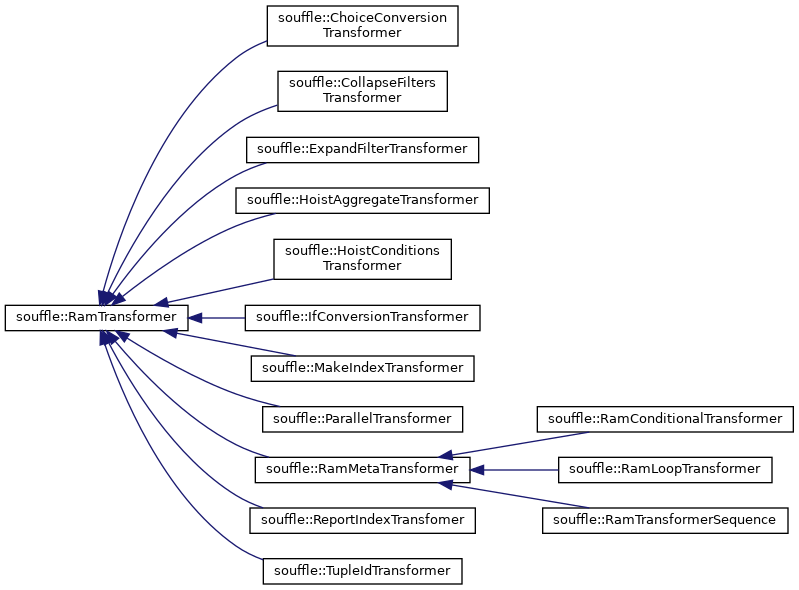 souffle::ChoiceConversion
Transformer
souffle::CollapseFilters
Transformer
souffle::ExpandFilterTransformer
souffle::HoistAggregateTransformer
souffle::HoistConditions
Transformer
souffle::RamTransformer
souffle::IfConversionTransformer
souffle::MakeIndexTransformer
souffle::ParallelTransformer
souffle::RamConditionalTransformer
souffle::RamMetaTransformer
souffle::RamLoopTransformer
souffle::ReportIndexTransfomer
souffle::RamTransformerSequence
souffle::TupleIdTransformer